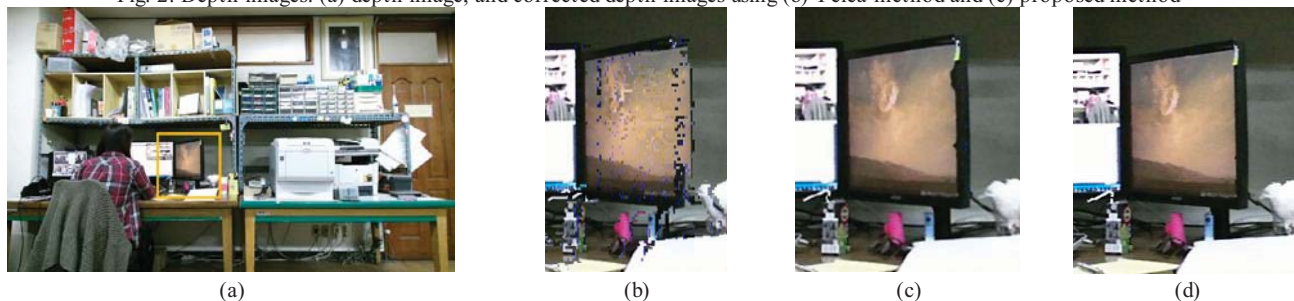 Fig. 2. Depth images: (a) depth image, and corrected depth images using (b) Telea method and (c) proposed method
(a) (b) (c) (d)